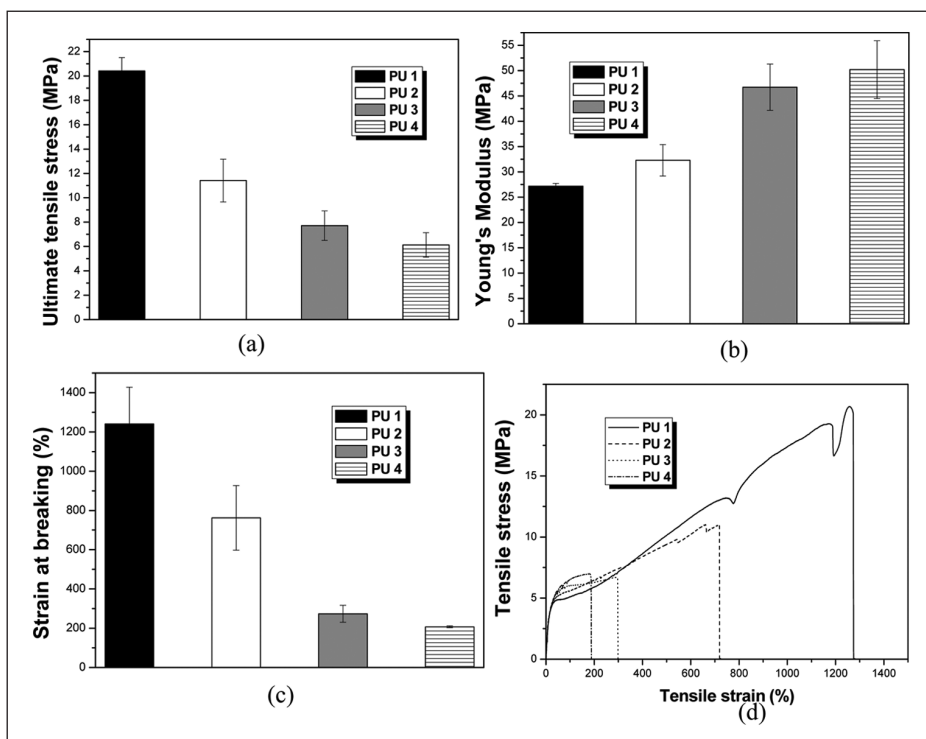 Ultimate tensile stress (MPa)
22
20
18
16
14
12
10
8
6
4
2
0
PU 1
PU 2
PU 3
PU 4
(a)
Young's Modulus (MPa)
55
50
45
40
35
30
25
20
15
10
5
0
PU 1
PU 2
PU 3
PU 4
(b)
Strain at breaking (%)
1400
1200
1000
800
600
400
200
0
PU 1
PU 2
PU 3
PU 4
(c)
Tensile stress (MPa)
20
15
10
5
0
PU 1
PU 2
PU 3
PU 4
0 200 400 600 800 1000 1200 1400
Tensile strain (%)
(d)